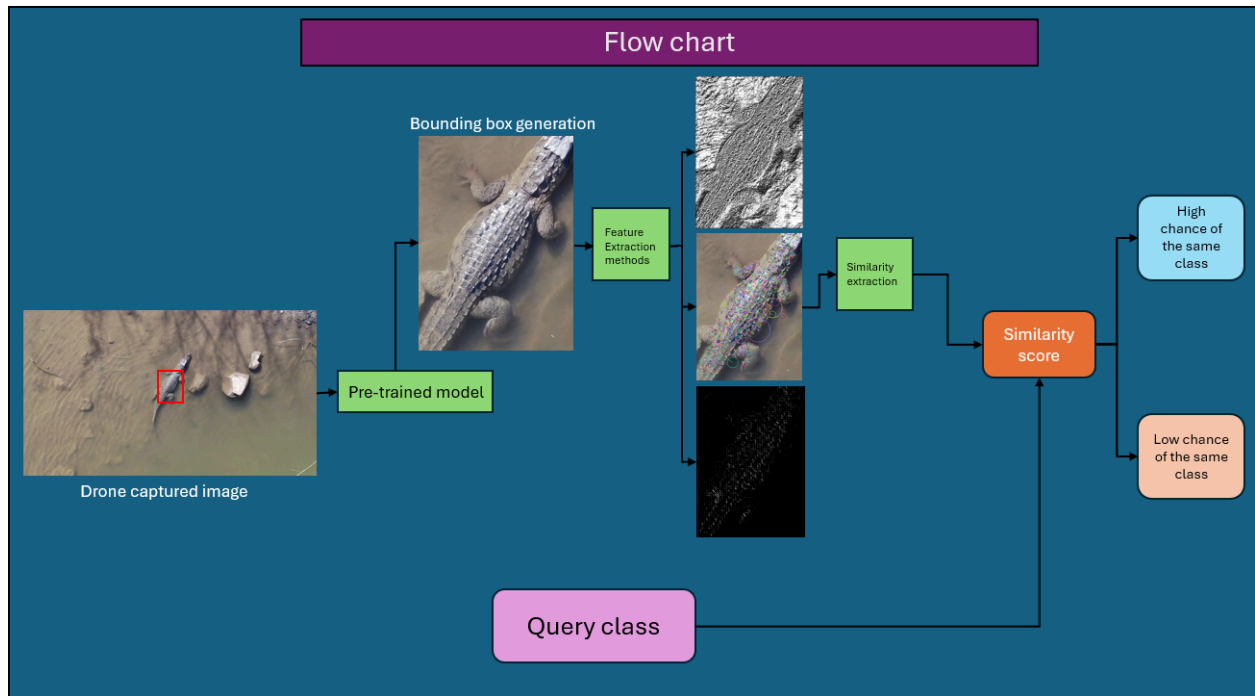 Flow chart
Bounding box generation
Feature
Extraction
methods
Similarity
extraction
High
chance of
the same
class
Similarity
score
Pre-trained model
Low chance
of the same
class
Drone captured image
Query class